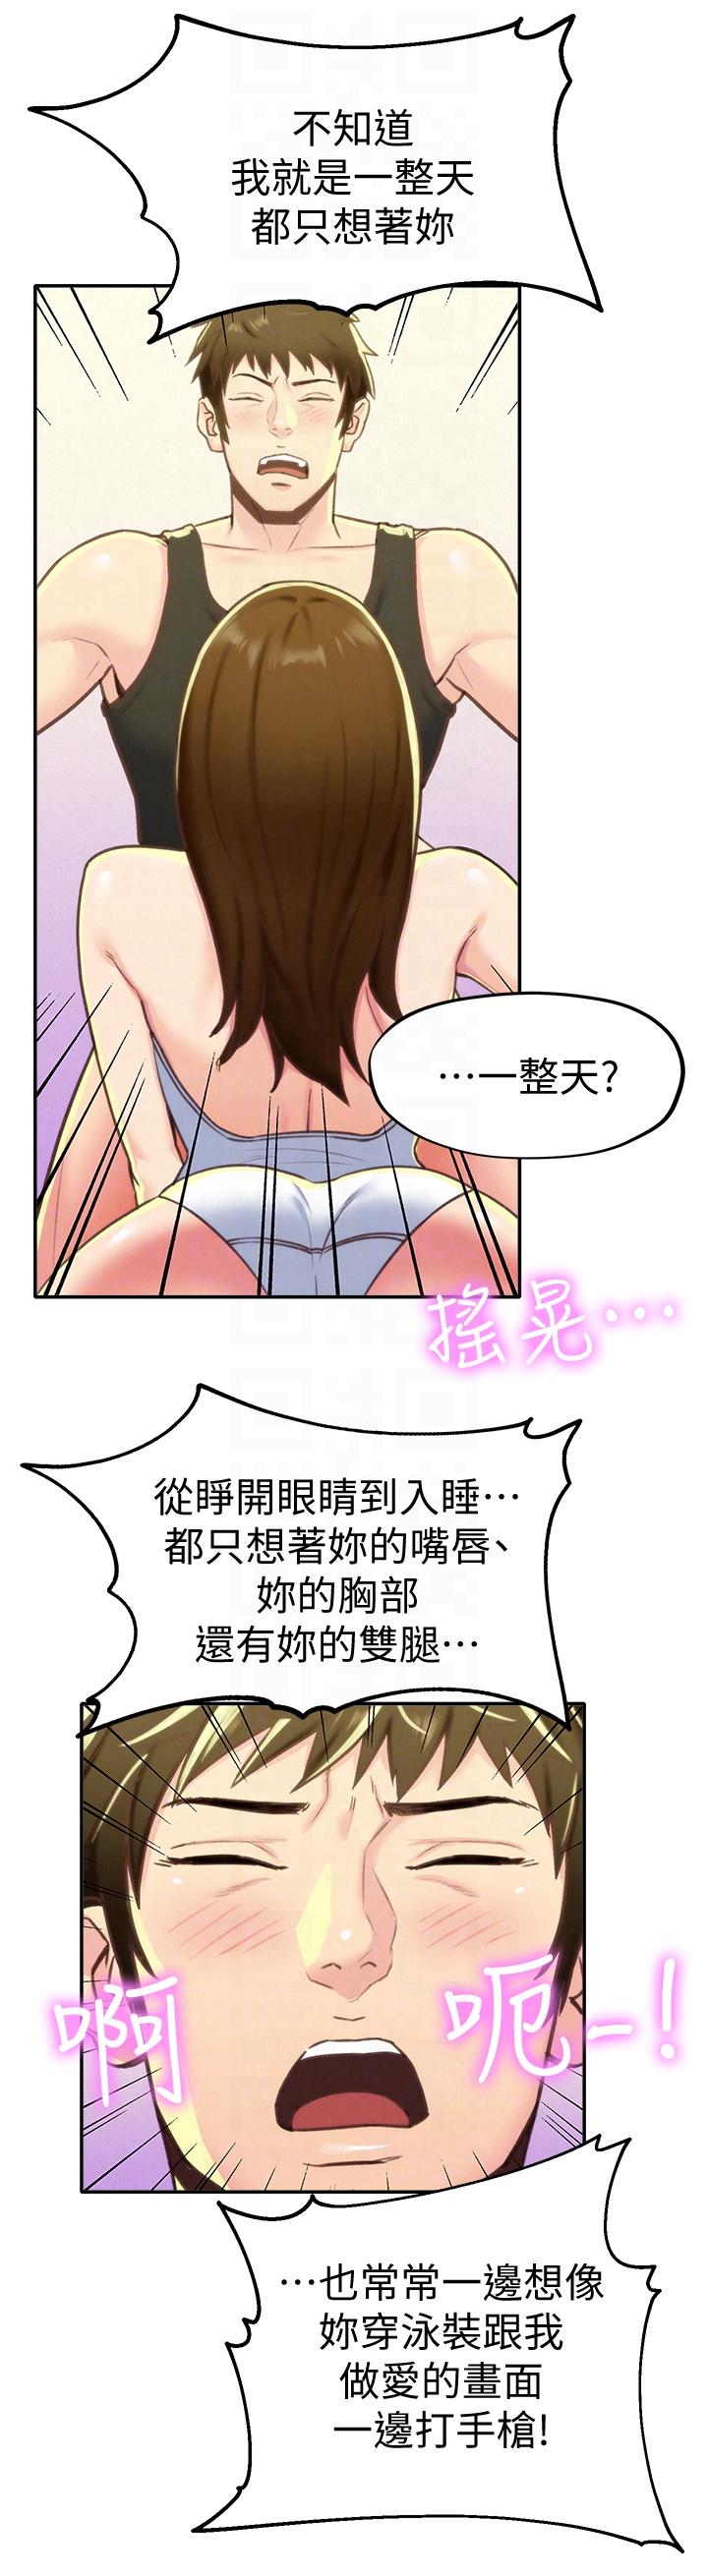 不知道
我就是一整天
都只想著妳
…一整天?
搖晃…
從睜開眼睛到入睡…
都只想著妳的嘴唇、
妳的胸部
還有妳的雙腿…
啊
呃-!
…也常常一邊想像
妳穿泳裝跟我
做愛的畫面
一邊打手槍!